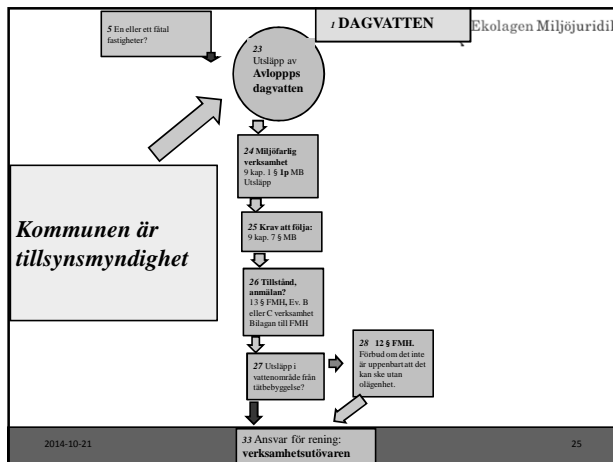 5 En eller ett fåtal
fastigheter?
1 DAGVATTEN
Ekolagen Miljöjuridik
23
Utsläpp av
Avloppps
dagvatten
24 Miljöfarlig
verksamhet
9 kap. 1 § 1p MB
Utsläpp
Kommunen är
tillsynsmyndighet
25 Krav att följa:
9 kap. 7 § MB
26 Tillstånd,
anmälan?
13 § FMH, Ev. B
eller C verksamhet
Bilagan till FMH
27 Utsläpp i
vattenområde från
tätbebyggelse?
28 12 § FMH.
Förbud om det inte
är uppenbart att det
kan ske utan
olägenhet.
33 Ansvar för rening:
verksamhetsutövaren
2014-10-21
25